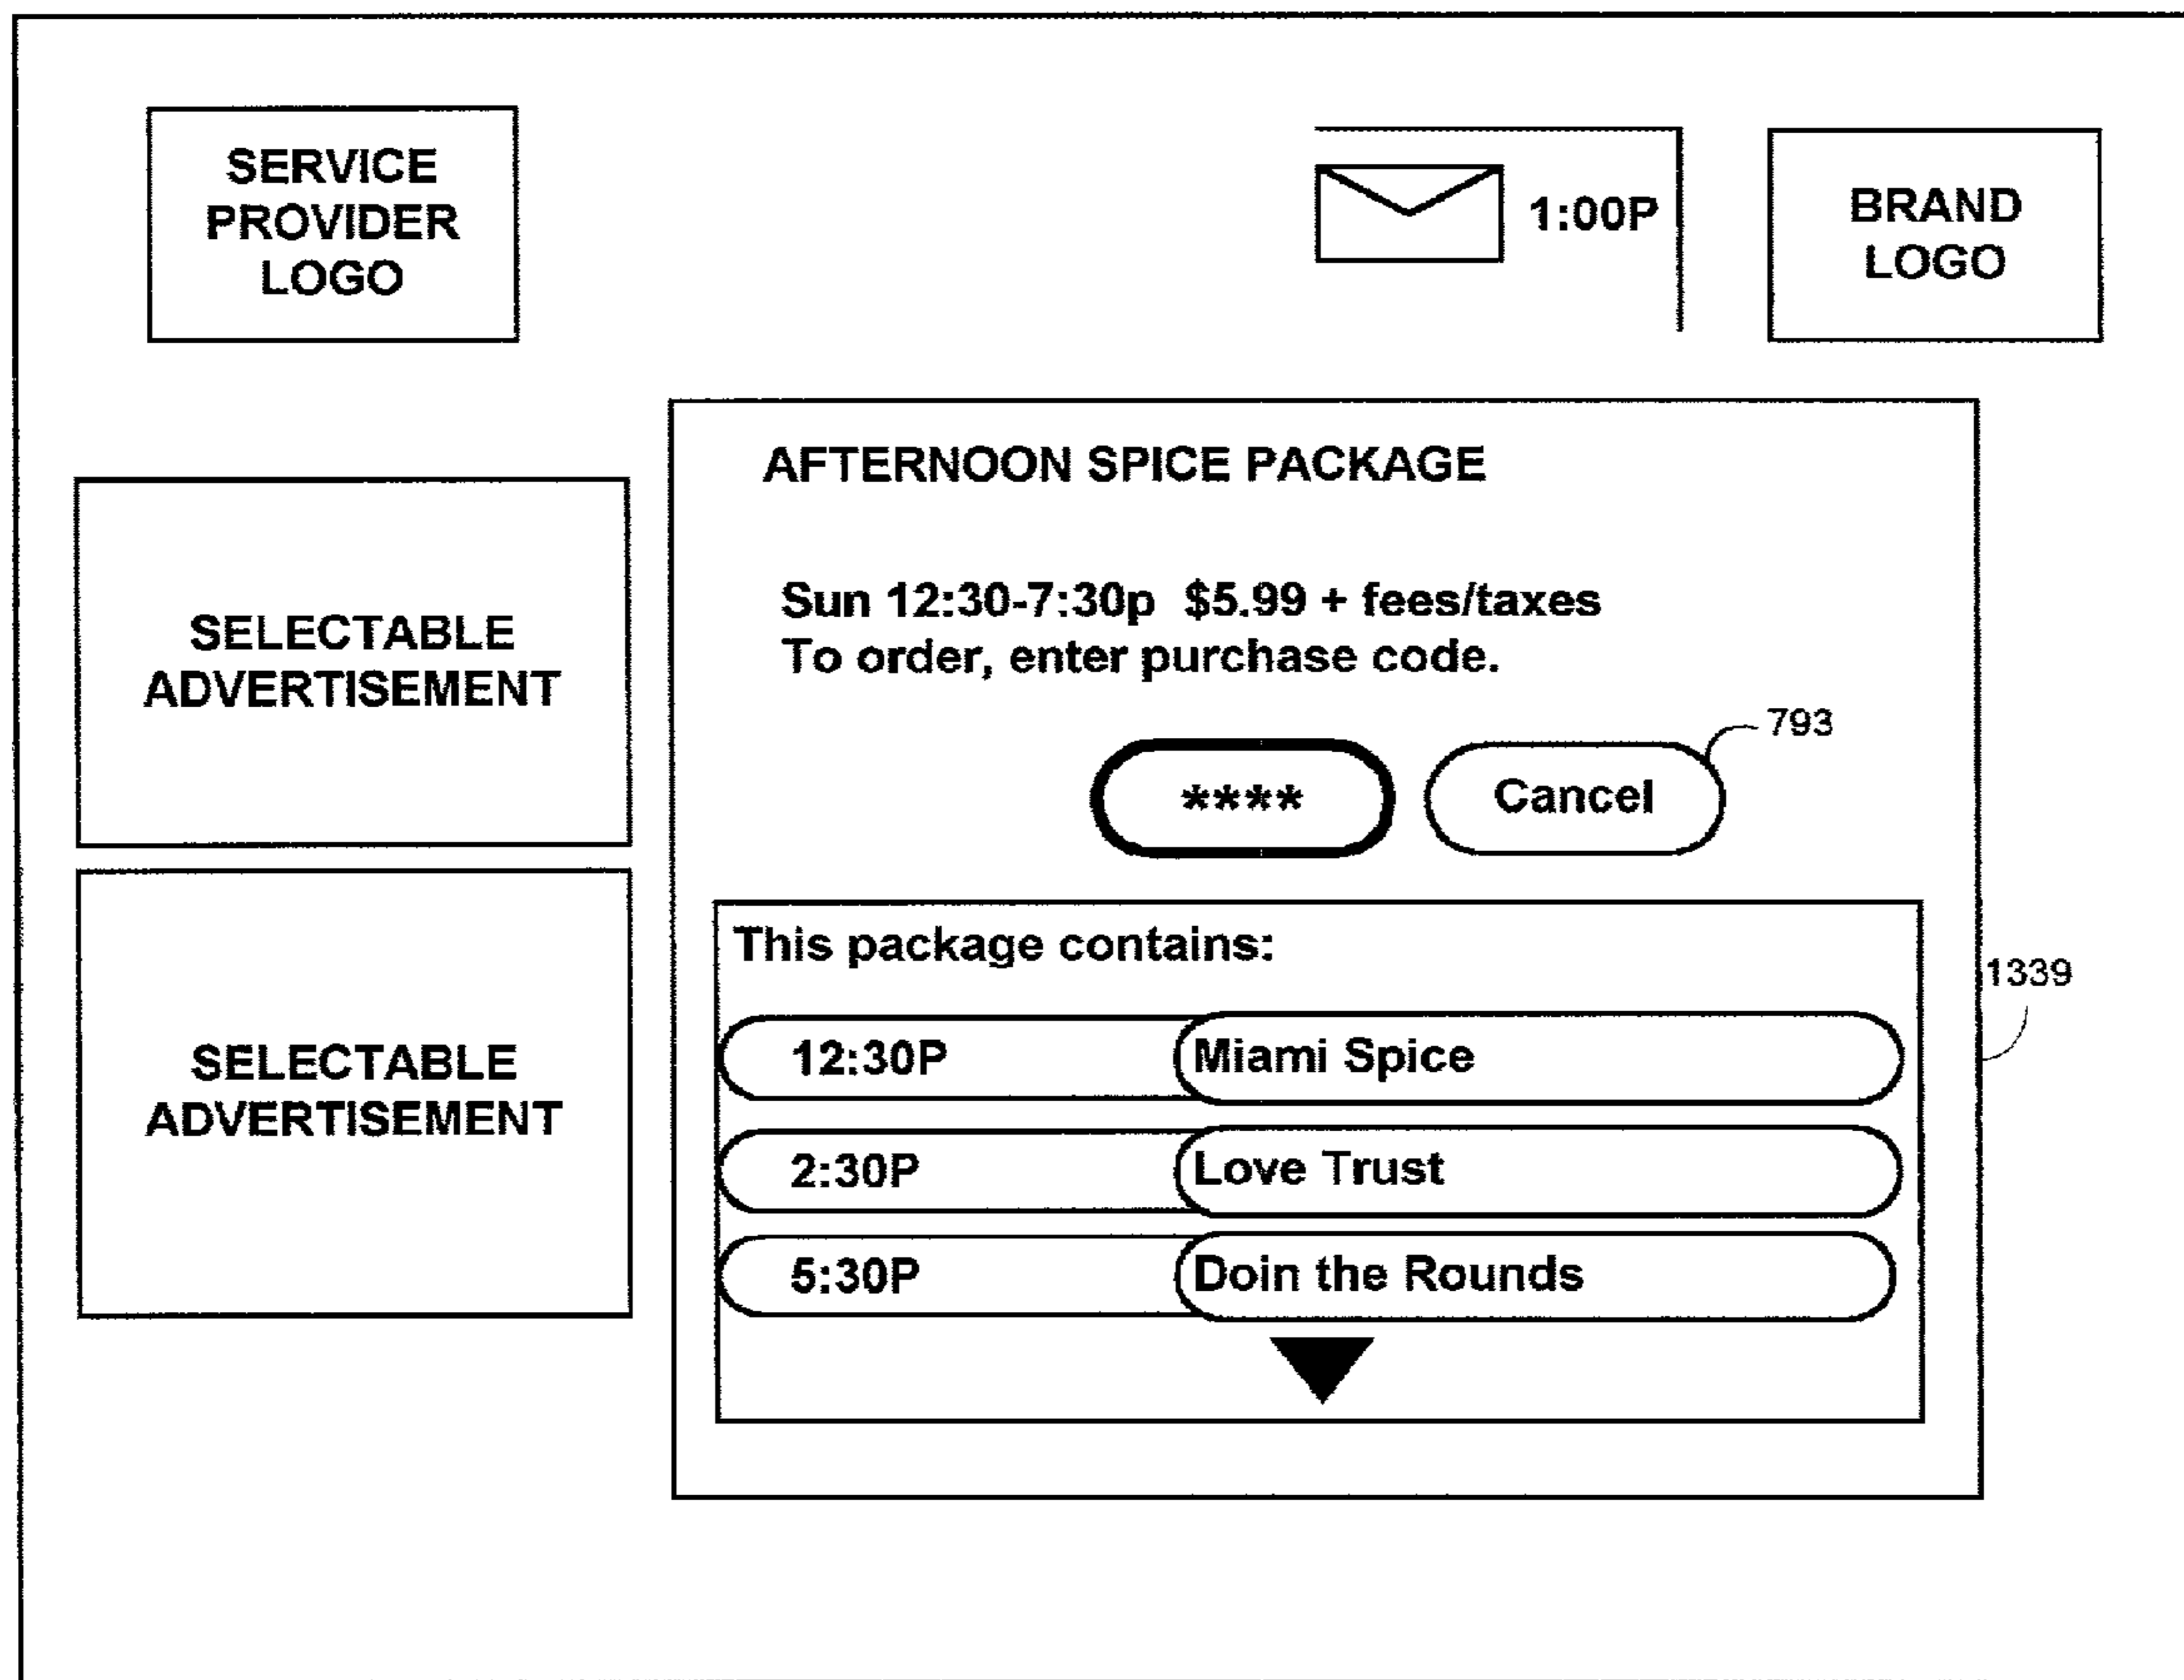 SERVICE
PROVIDER
LOGO
1:00P
BRAND
LOGO
SELECTABLE
ADVERTISEMENT
SELECTABLE
ADVERTISEMENT
AFTERNOON SPICE PACKAGE
Sun 12:30-7:30p $5.99 + fees/taxes
To order, enter purchase code.
793
**** Cancel
This package contains:
1339
12:30P Miami Spice
2:30P Love Trust
5:30P Doin the Rounds